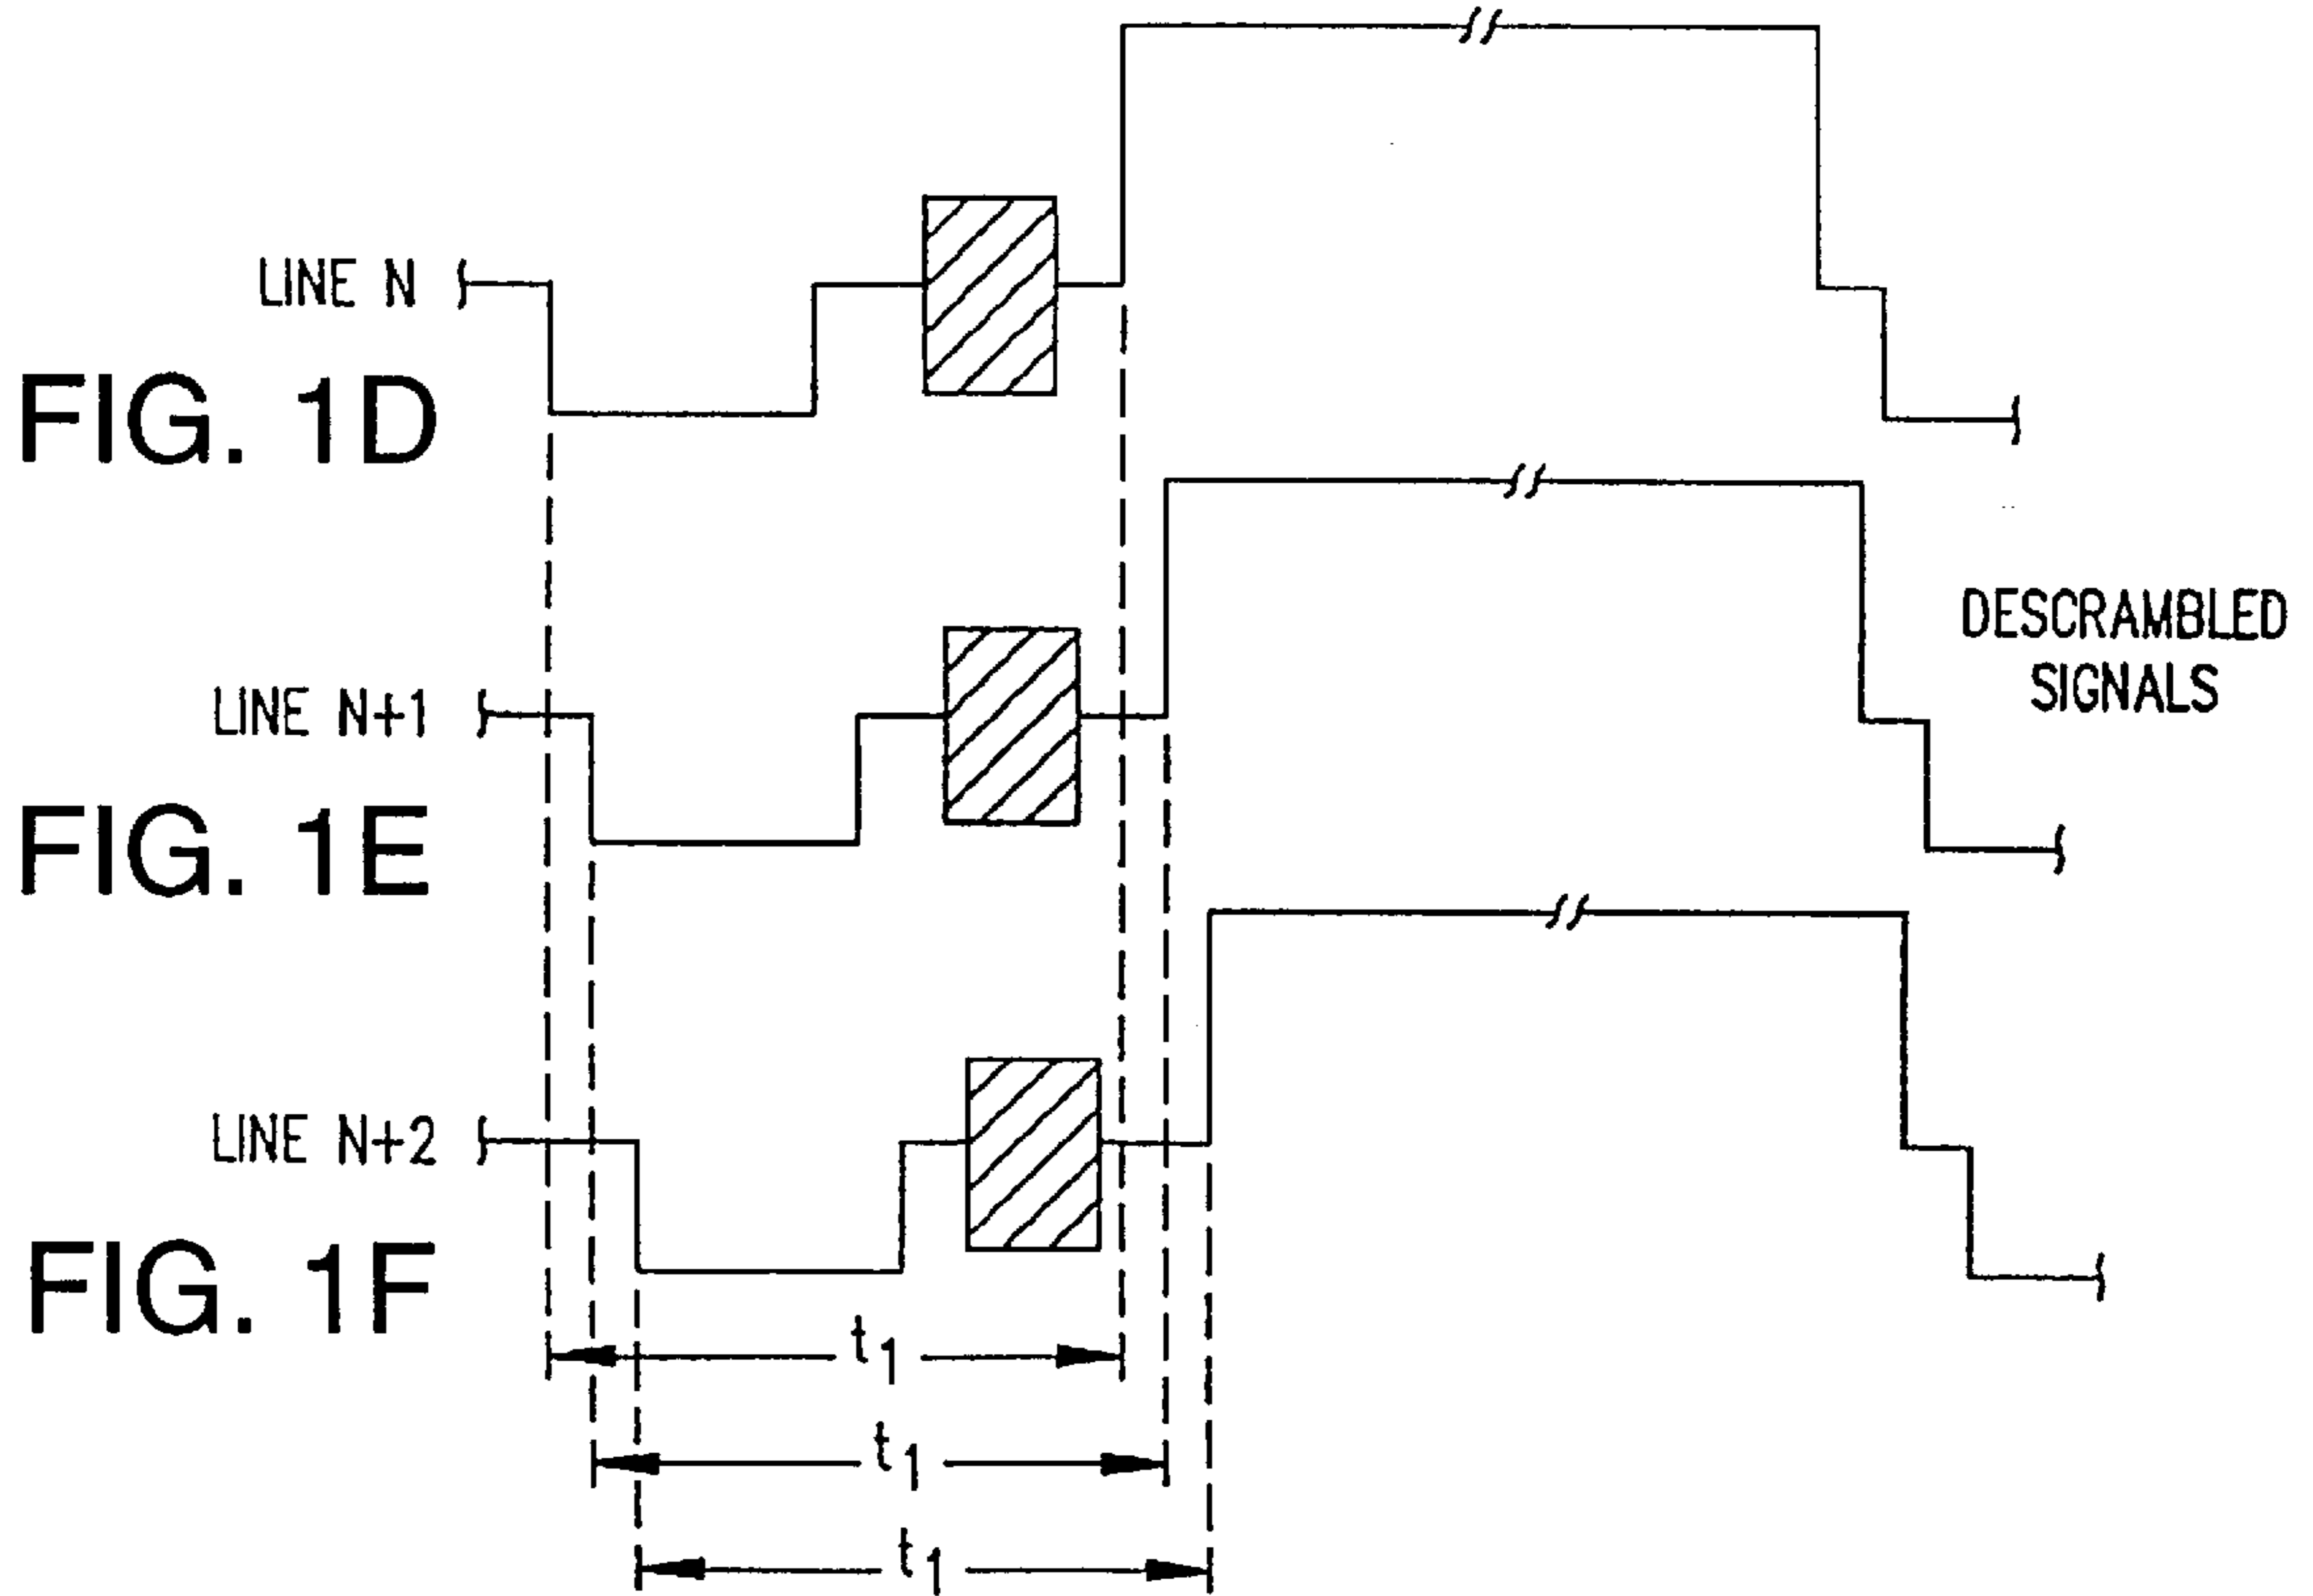 LINE N
FIG. 1D
DESCRAMBLED
SIGNALS
LINE N+1
FIG. 1E
LINE N+2
FIG. 1F
t1
t1
t1